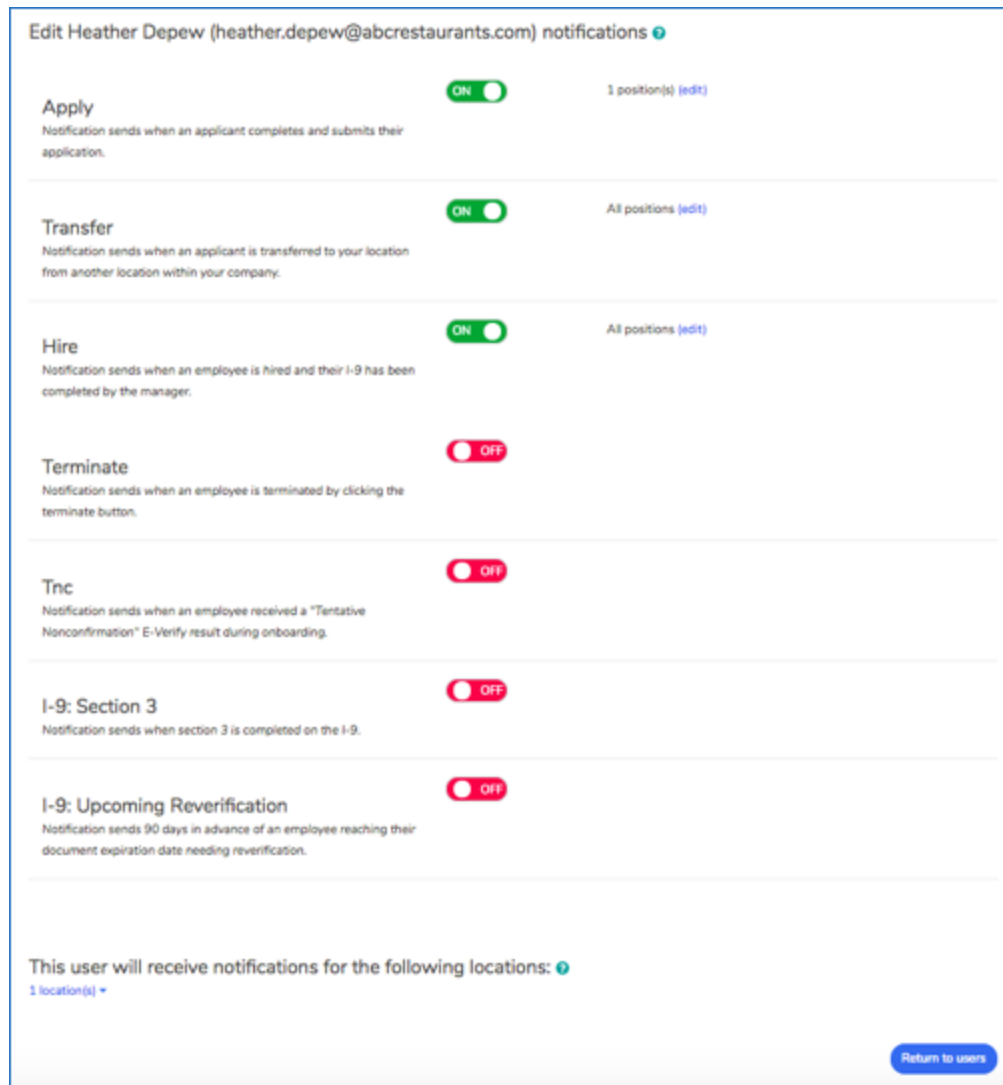 Edit Heather Depew (heather.depew@abcrestaurants.com) notifications ?
ON
1 position(s) (edit)
Apply
Notification sends when an applicant completes and submits their
application.
ON
All positions (edit)
Transfer
Notification sends when an applicant is transferred to your location
from another location within your company.
ON
All positions (edit)
Hire
Notification sends when an employee is hired and their I-9 has been
completed by the manager.
OFF
Terminate
Notification sends when an employee is terminated by clicking the
terminate button.
OFF
Tnc
Notification sends when an employee received a "Tentative
Nonconfirmation" E-Verify result during onboarding.
OFF
I-9: Section 3
Notification sends when section 3 is completed on the I-9.
OFF
I-9: Upcoming Reverification
Notification sends 90 days in advance of an employee reaching their
document expiration date needing reverification.
This user will receive notifications for the following locations: ?
1 location(s)
Return to users